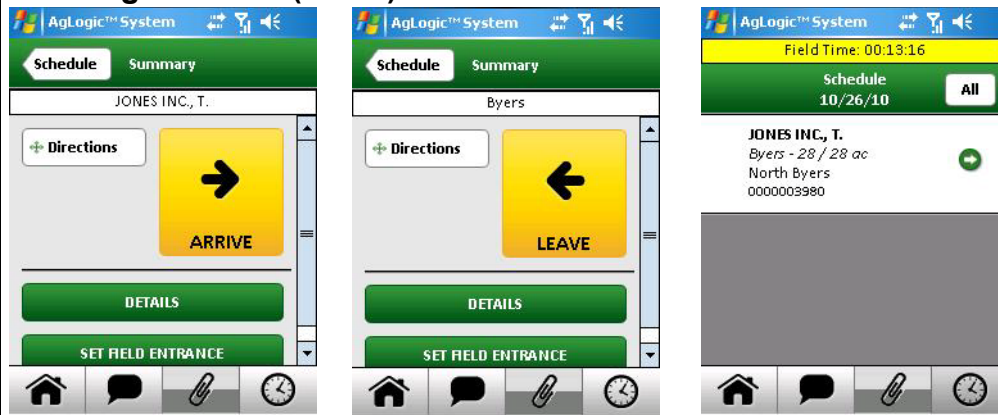 AgLogic™ System
Schedule
Summary
JONES INC., T.
Directions
ARRIVE
DETAILS
SET FIELD ENTRANCE
AgLogic™ System
Schedule
Summary
Byers
Directions
LEAVE
DETAILS
SET FIELD ENTRANCE
AgLogic™ System
Field Time: 00:13:16
Schedule
10/26/10
All
JONES INC., T.
Byers - 28 / 28 ac
North Byers
0000003980